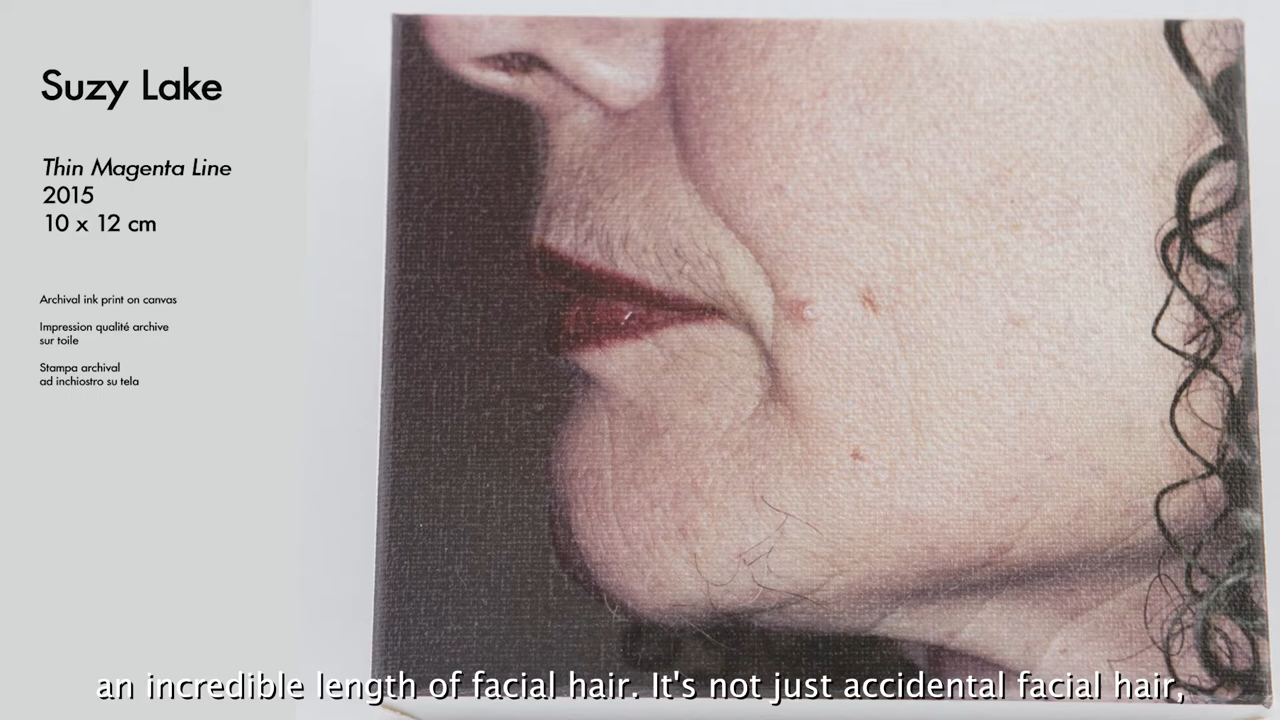 Suzy Lake
Thin Magenta Line
2015
10 x 12 cm
Archival ink print on canvas
Impression qualité archive
sur toile
Stampa archival
ad inchiostro su tela
an incredible length of facial hair. It's not just accidental facial hair,